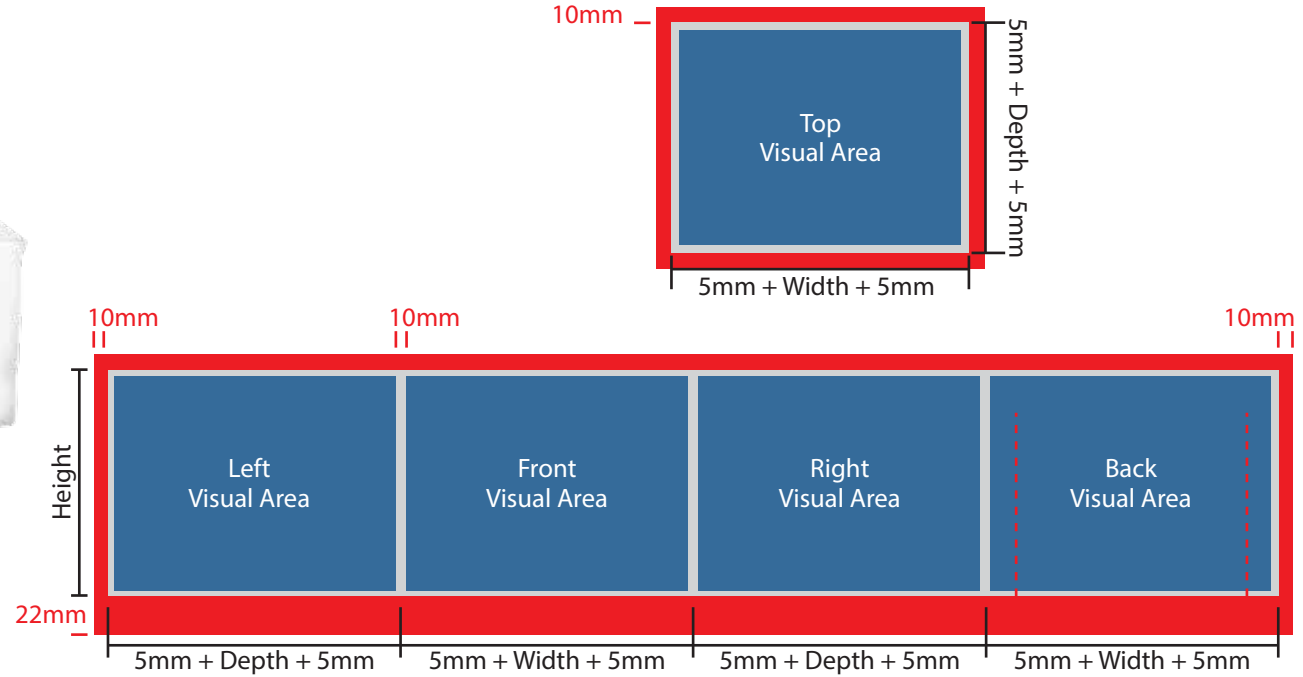 10mm
5mm + Depth + 5mm
Top
Visual Area
5mm + Width + 5mm
10mm
10mm
10mm
Height
Left
Visual Area
Front
Visual Area
Right
Visual Area
Back
Visual Area
22mm
5mm + Depth + 5mm
5mm + Width + 5mm
5mm + Depth + 5mm
5mm + Width + 5mm